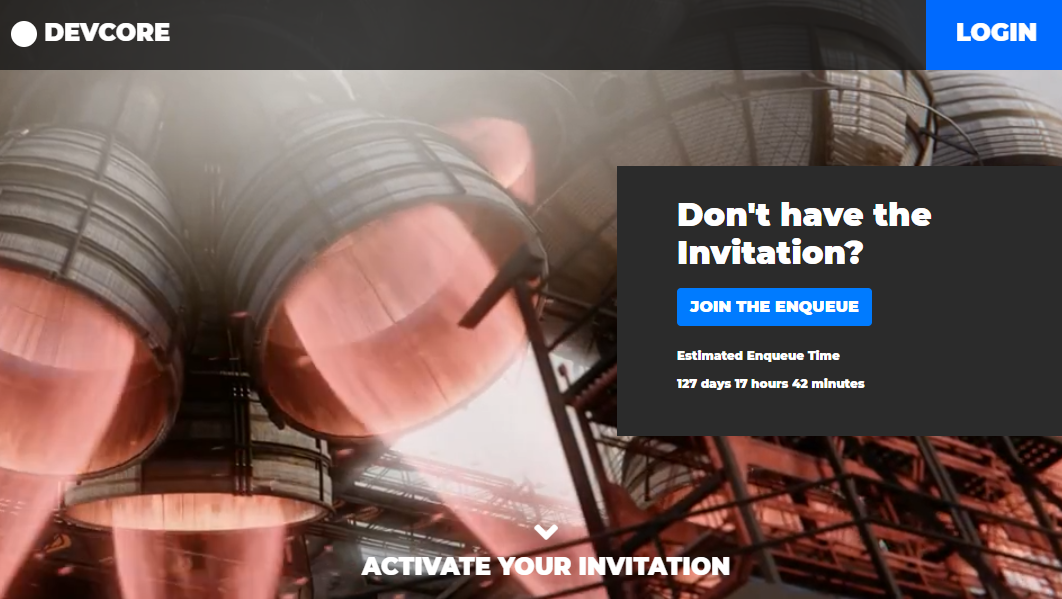 DEVCORE
LOGIN
Don't have the
Invitation?
JOIN THE ENQUEUE
Estimated Enqueue Time
127 days 17 hours 42 minutes
ACTIVATE YOUR INVITATION